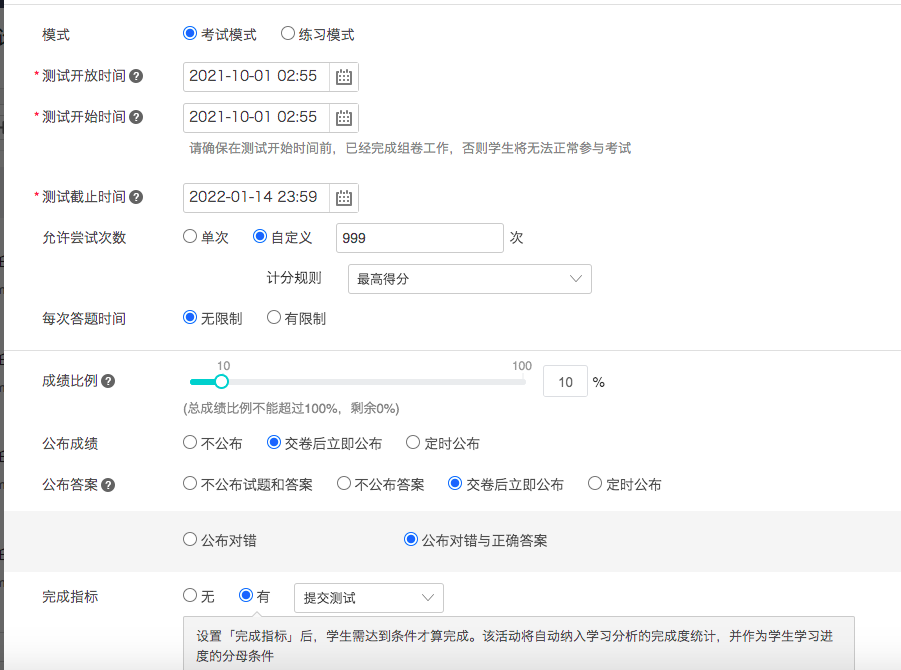 模式 考试模式 练习模式
* 测试开放时间 ? 2021-10-01 02:55
* 测试开始时间 ? 2021-10-01 02:55
请确保在测试开始时间前，已经完成组卷工作，否则学生将无法正常参与考试
* 测试截止时间 ? 2022-01-14 23:59
允许尝试次数 单次 自定义 999 次
计分规则 最高得分
每次答题时间 无限制 有限制
10 100
成绩比例 ? 10 %
(总成绩比例不能超过100%，剩余0%)
公布成绩 不公布 交卷后立即公布 定时公布
公布答案 ? 不公布试题和答案 不公布答案 交卷后立即公布 定时公布
公布对错 公布对错与正确答案
完成指标 无 有 提交测试
设置「完成指标」后，学生需达到条件才算完成。该活动将自动纳入学习分析的完成度统计，并作为学生学习进
度的分母条件